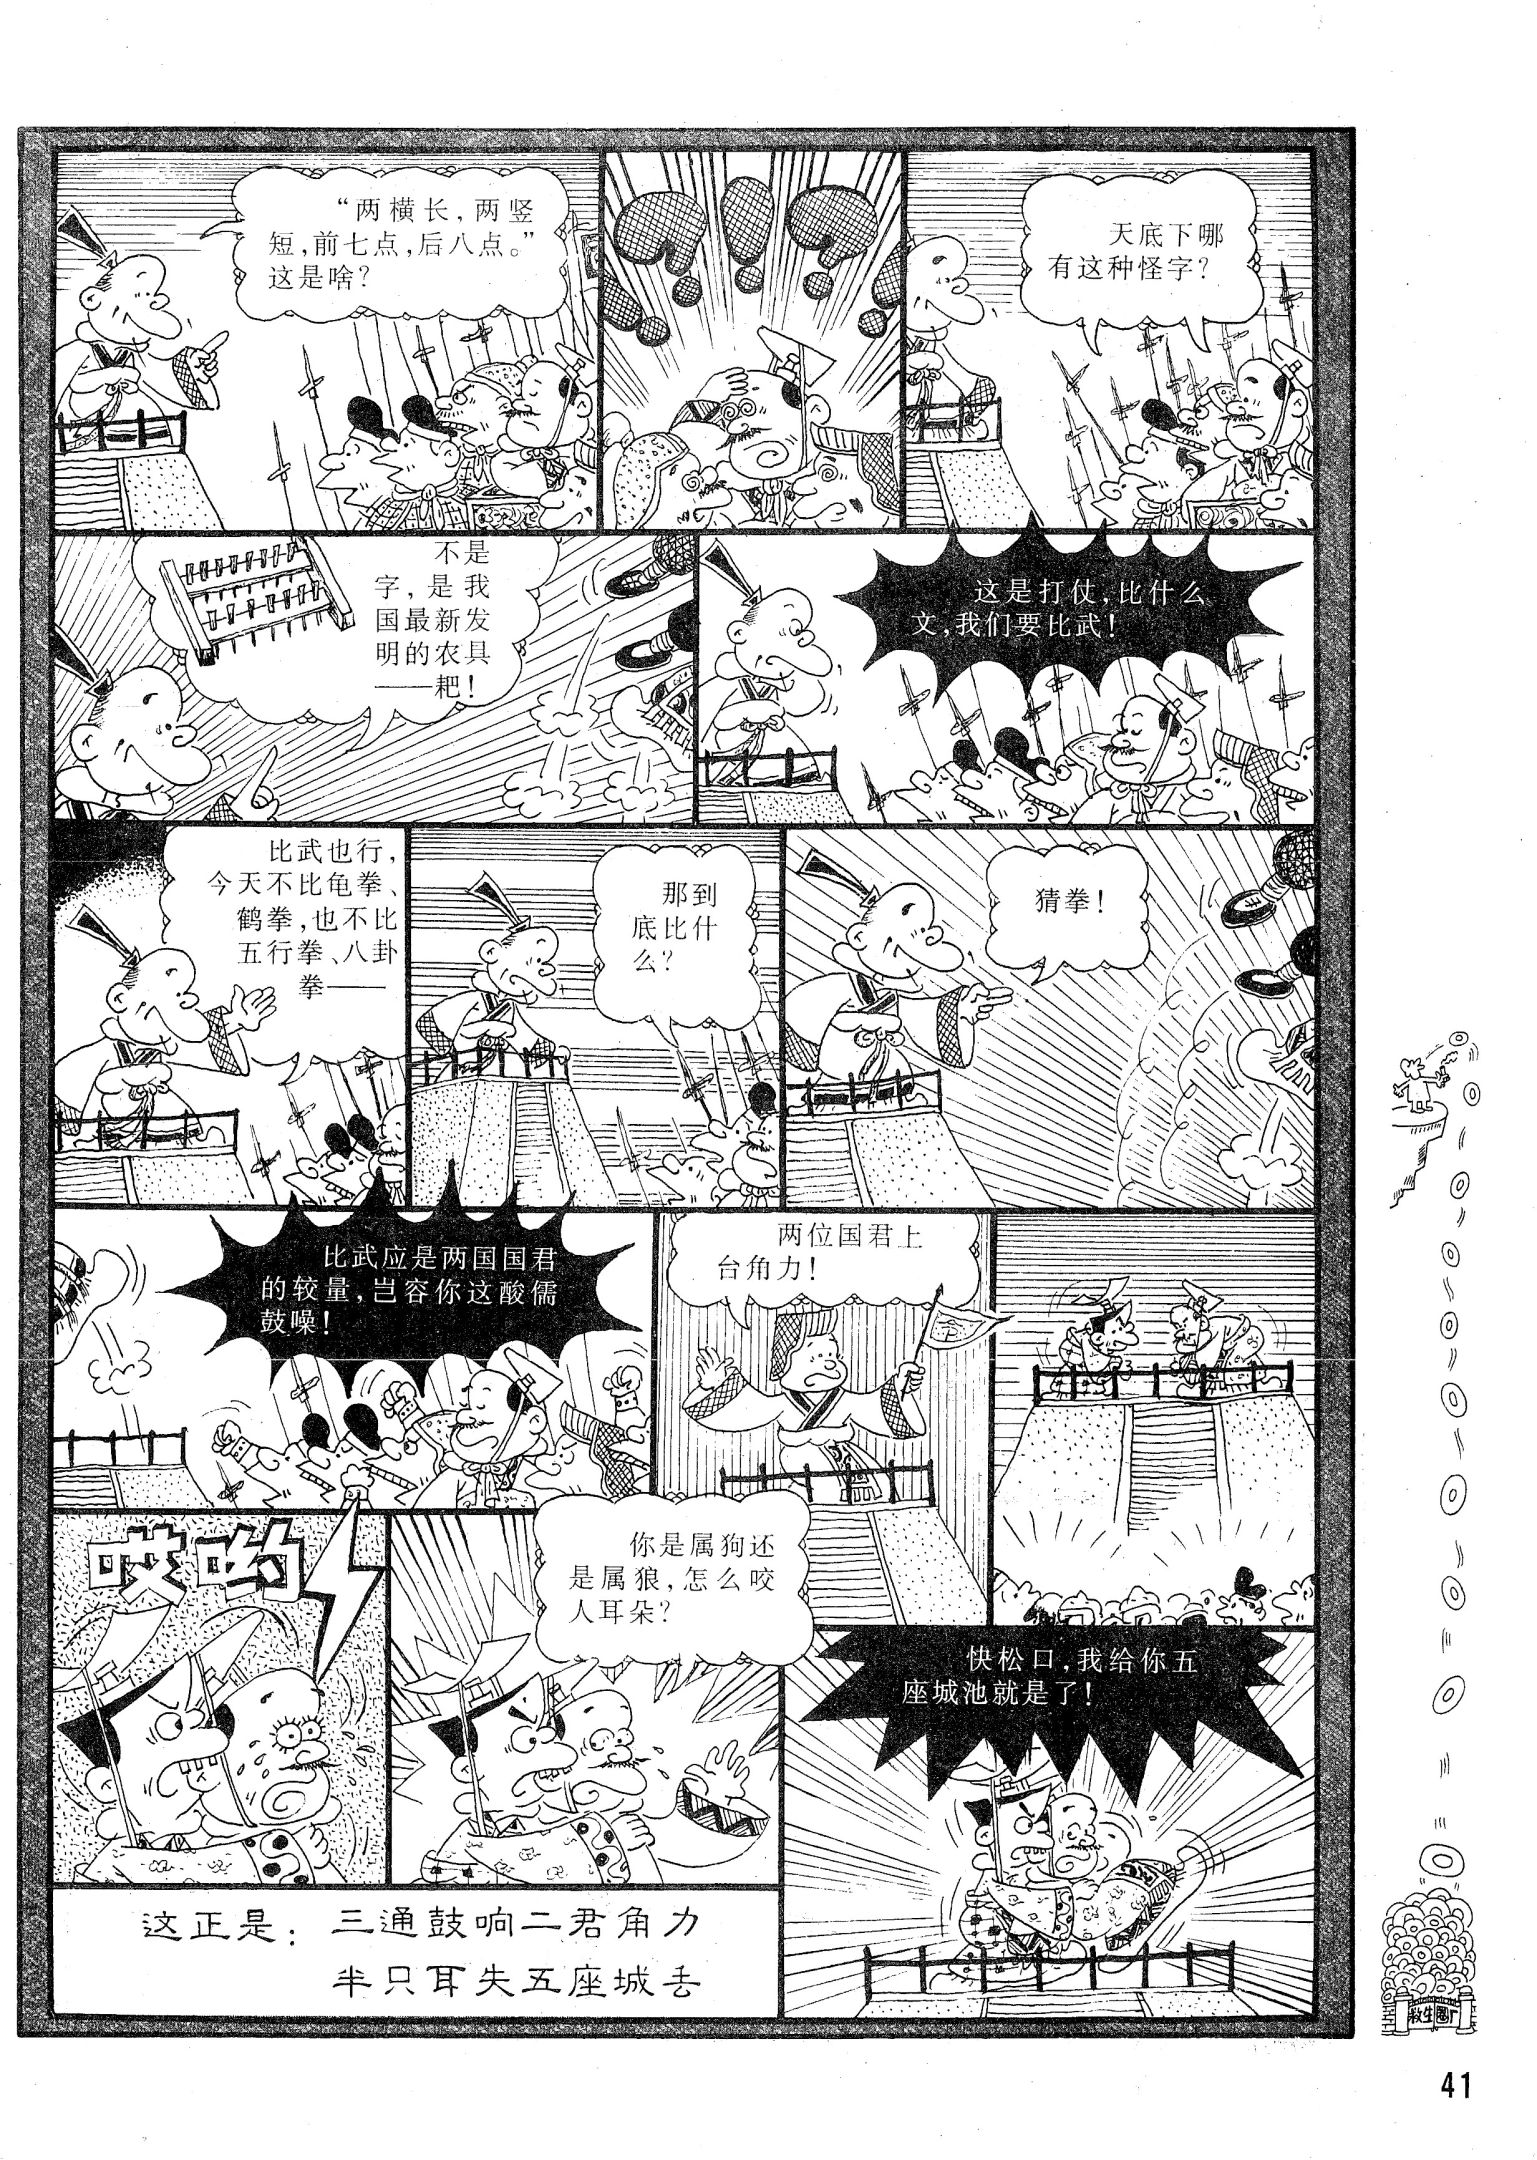 “两横长，两竖
短，前七点，后八点。”
这是啥？
天底下哪
有这种怪字？
不是
字，是我
国最新发
明的农具
——耙！
这是打仗，比什么
文，我们要比武！
比武也行，
今天不比龟拳、
鹤拳，也不比
五行拳、八卦
拳——
那到
底比什
么？
猜拳！
比武应是两国国君
的较量，岂容你这酸儒
鼓噪！
两位国君上
台角力！
哎哟
你是属狗还
是属狼，怎么咬
人耳朵？
快松口，我给你五
座城池就是了！
这正是：三通鼓响二君角力
半只耳失五座城丢
救生圈厂
41